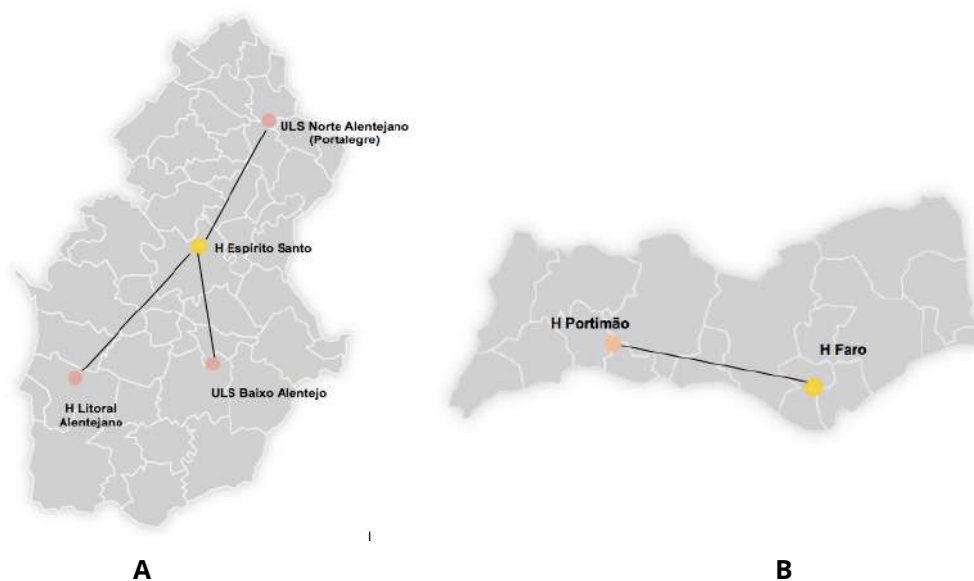 ULS Norte Alentejano
(Portalegre)
H Espírito Santo
H Portimão
H Faro
ULS Baixo Alentejo
H Litoral
Alentejano
I
A
B